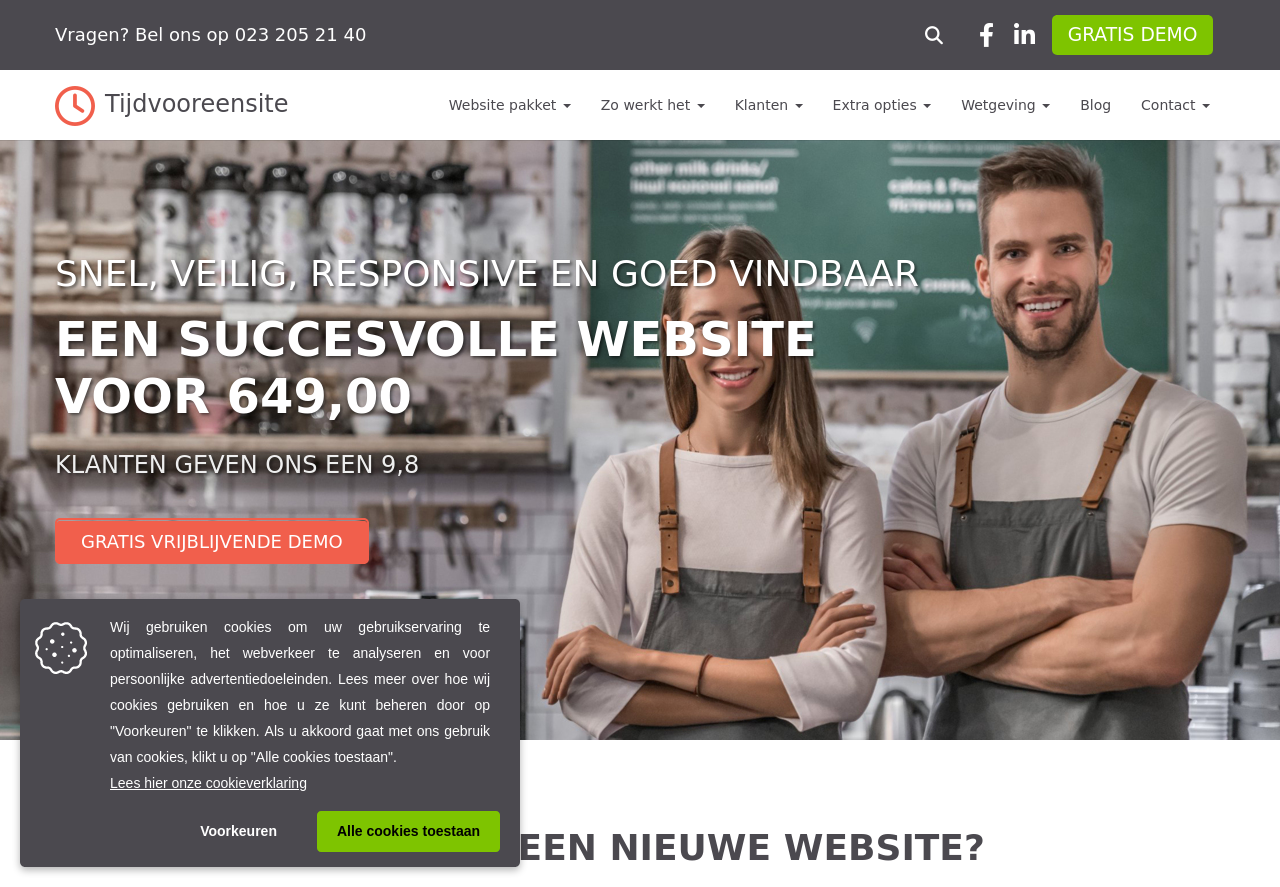 Vragen? Bel ons op 023 205 21 40
GRATIS DEMO
Tijdvooreensite
Website pakket
Zo werkt het
Klanten
Extra opties
Wetgeving
Blog
Contact
other milk drinks/
SNEL, VEILIG, RESPONSIVE EN GOED VINDBAAR
EEN SUCCESVOLLE WEBSITE
VOOR 649,00
KLANTEN GEVEN ONS EEN 9,8
GRATIS VRIJBLIJVENDE DEMO
Wij gebruiken cookies om uw gebruikservaring te
optimaliseren, het webverkeer te analyseren en voor
persoonlijke advertentiedoeleinden. Lees meer over hoe wij
cookies gebruiken en hoe u ze kunt beheren door op
"Voorkeuren" te klikken. Als u akkoord gaat met ons gebruik
van cookies, klikt u op "Alle cookies toestaan".
Lees hier onze cookieverklaring
Voorkeuren
Alle cookies toestaan
EEN NIEUWE WEBSITE?